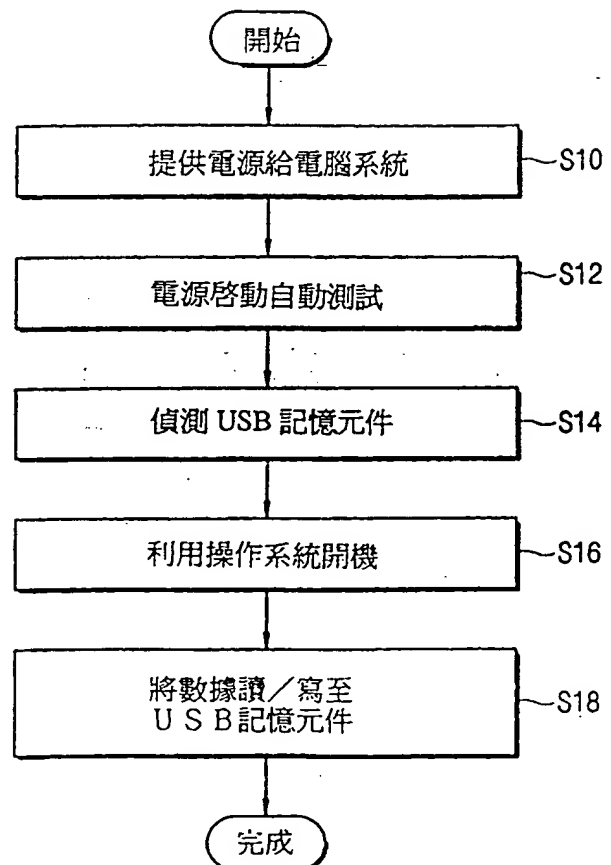 開始
提供電源給電腦系統
S10
電源啓動自動測試
S12
偵測 USB 記憶元件
S14
利用操作系統開機
S16
將數據讀／寫至
ＵＳＢ記憶元件
S18
完成